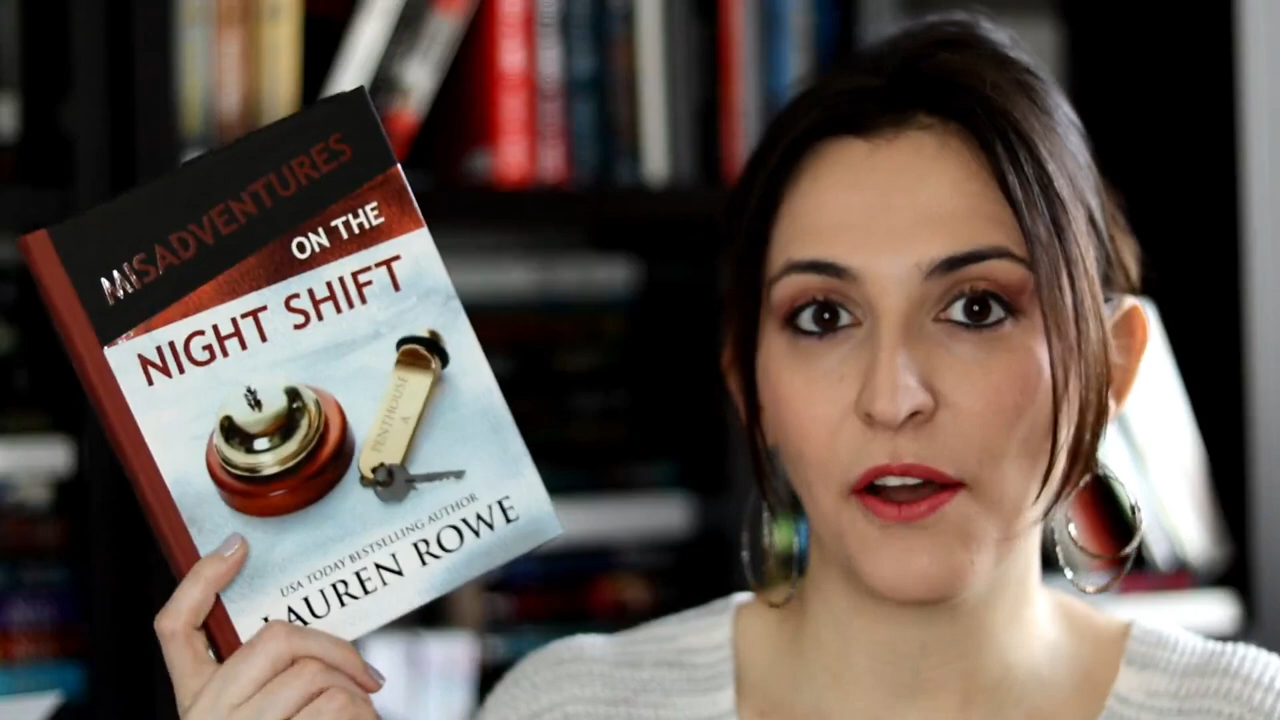 MISADVENTURES
ON THE
NIGHT SHIFT
PENTHOUSE
A
USA TODAY BESTSELLING AUTHOR
LAUREN ROWE